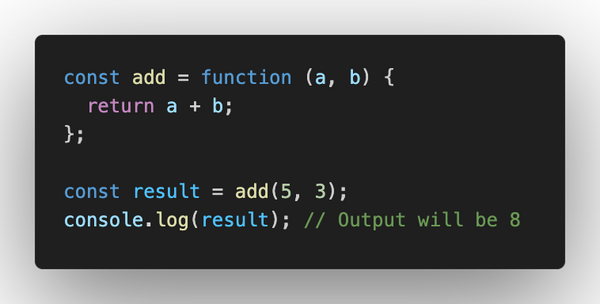 const add = function (a, b) {
  return a + b;
};

const result = add(5, 3);
console.log(result); // Output will be 8